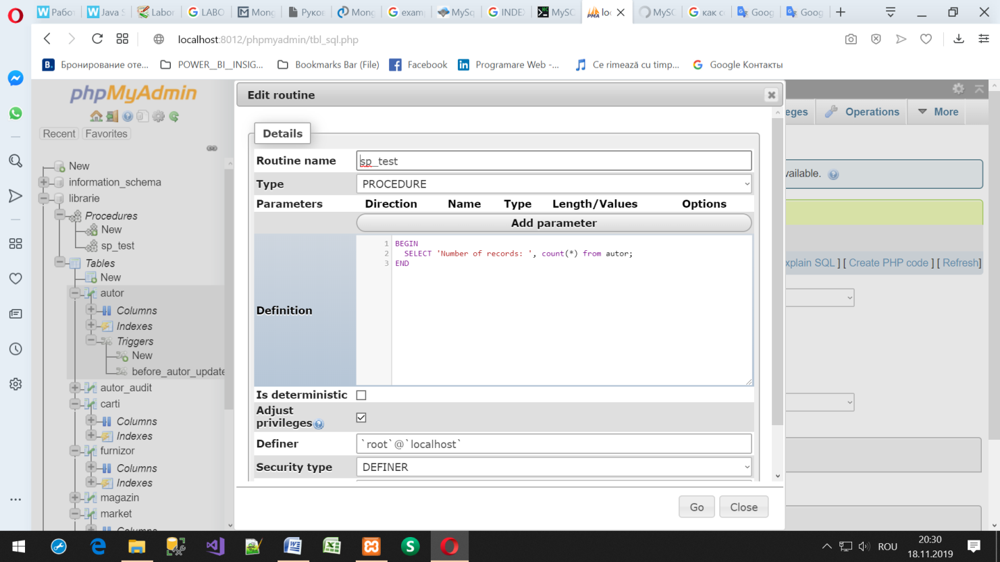 Рабо
Java S
Labor
LABO
Mong
Руков
Mong
examp
MySq
INDEX
MySC
loc
MySC
как с
Goog
Goog
localhost:8012/phpmyadmin/tbl_sql.php
Бронирование оте...
POWER__BI__INSIG...
Bookmarks Bar (File)
Facebook
Programare Web -...
Ce rimează cu timp...
Google Контакты
phpMyAdmin
Recent
Favorites
New
information_schema
librarie
Procedures
New
sp_test
Tables
New
autor
Columns
Indexes
Triggers
New
before_autor_update
autor_audit
carti
Columns
Indexes
furnizor
Columns
Indexes
magazin
market
Columns
Edit routine
Details
Routine name
sp_test
Type
PROCEDURE
Parameters Direction Name Type Length/Values Options
Add parameter
Definition
1 BEGIN
2 SELECT 'Number of records: ', count(*) from autor;
3 END
Is deterministic
Adjust
privileges
Definer
`root`@`localhost`
Security type
DEFINER
Go
Close
eges
Operations
More
vailable.
xplain SQL ] [ Create PHP code ] [ Refresh]
ROU
20:30
18.11.2019